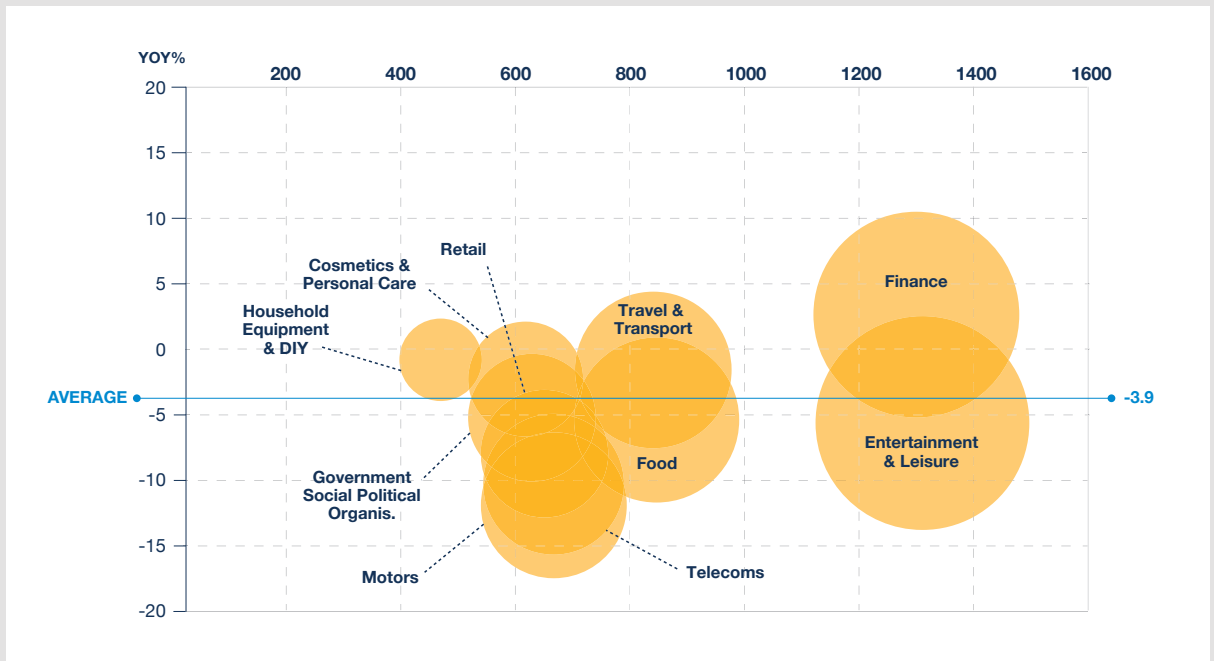 YOY%
200 400 600 800 1000 1200 1400 1600
20
15
10
5
0
-5
-10
-15
-20
Retail
Cosmetics &
Personal Care
Household
Equipment
& DIY
Travel &
Transport
Finance
AVERAGE
-3.9
Government
Social Political
Organis.
Food
Entertainment
& Leisure
Motors
Telecoms